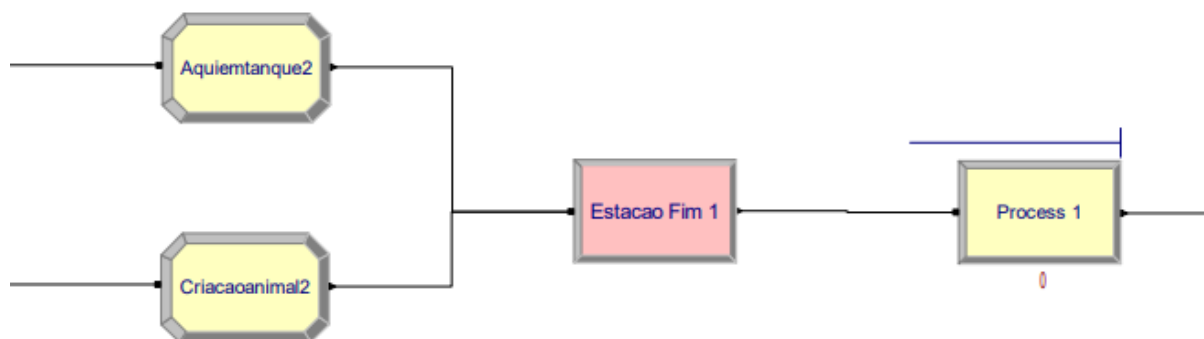 Aquiemtanque2
Estacao Fim 1
Process 1
Criacaoanimal2
0